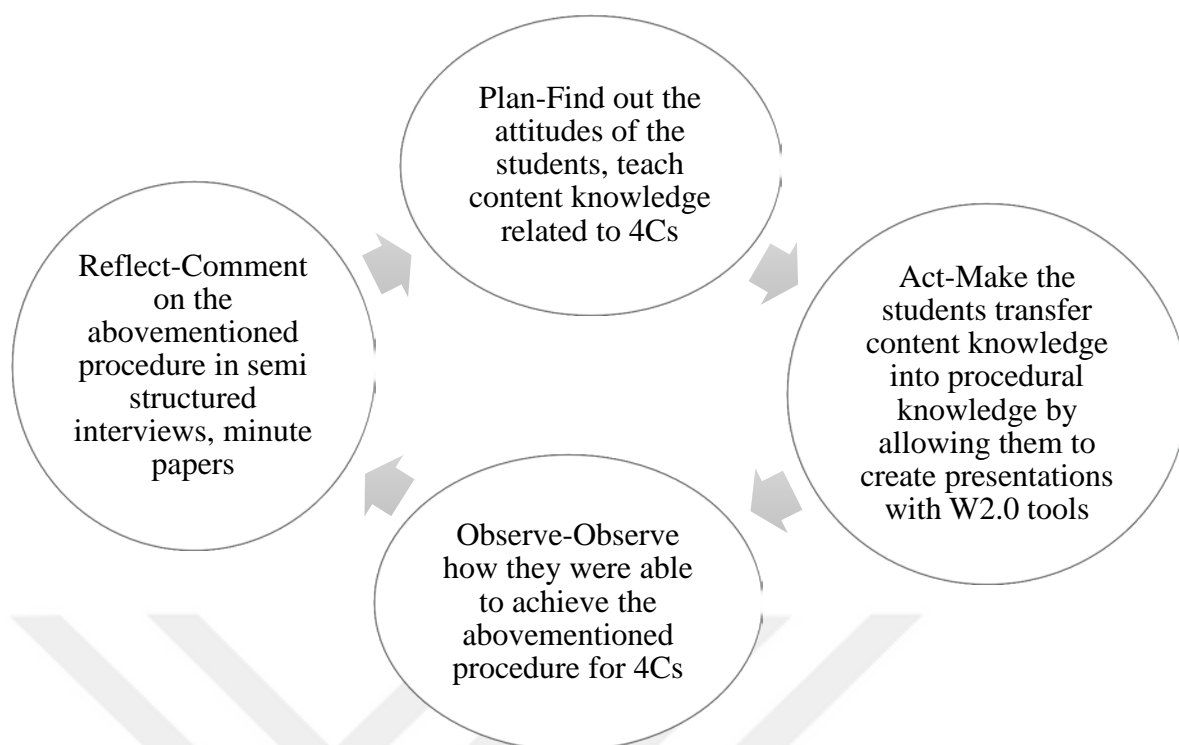 Plan-Find out the
attitudes of the
students, teach
content knowledge
related to 4Cs
Act-Make the
students transfer
content knowledge
into procedural
knowledge by
allowing them to
create presentations
with W2.0 tools
Observe-Observe
how they were able
to achieve the
abovementioned
procedure for 4Cs
Reflect-Comment
on the
abovementioned
procedure in semi
structured
interviews, minute
papers